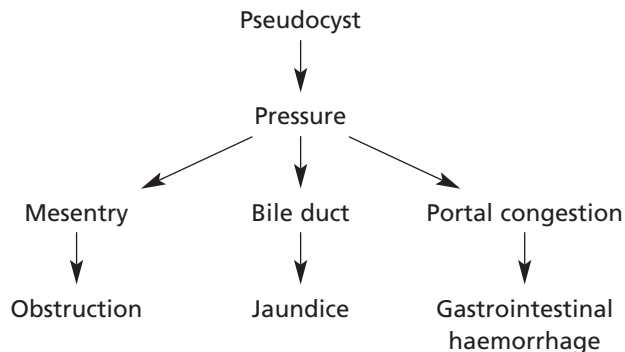 Pseudocyst
Pressure
Mesentry
Bile duct
Portal congestion
Obstruction
Jaundice
Gastrointestinal
haemorrhage